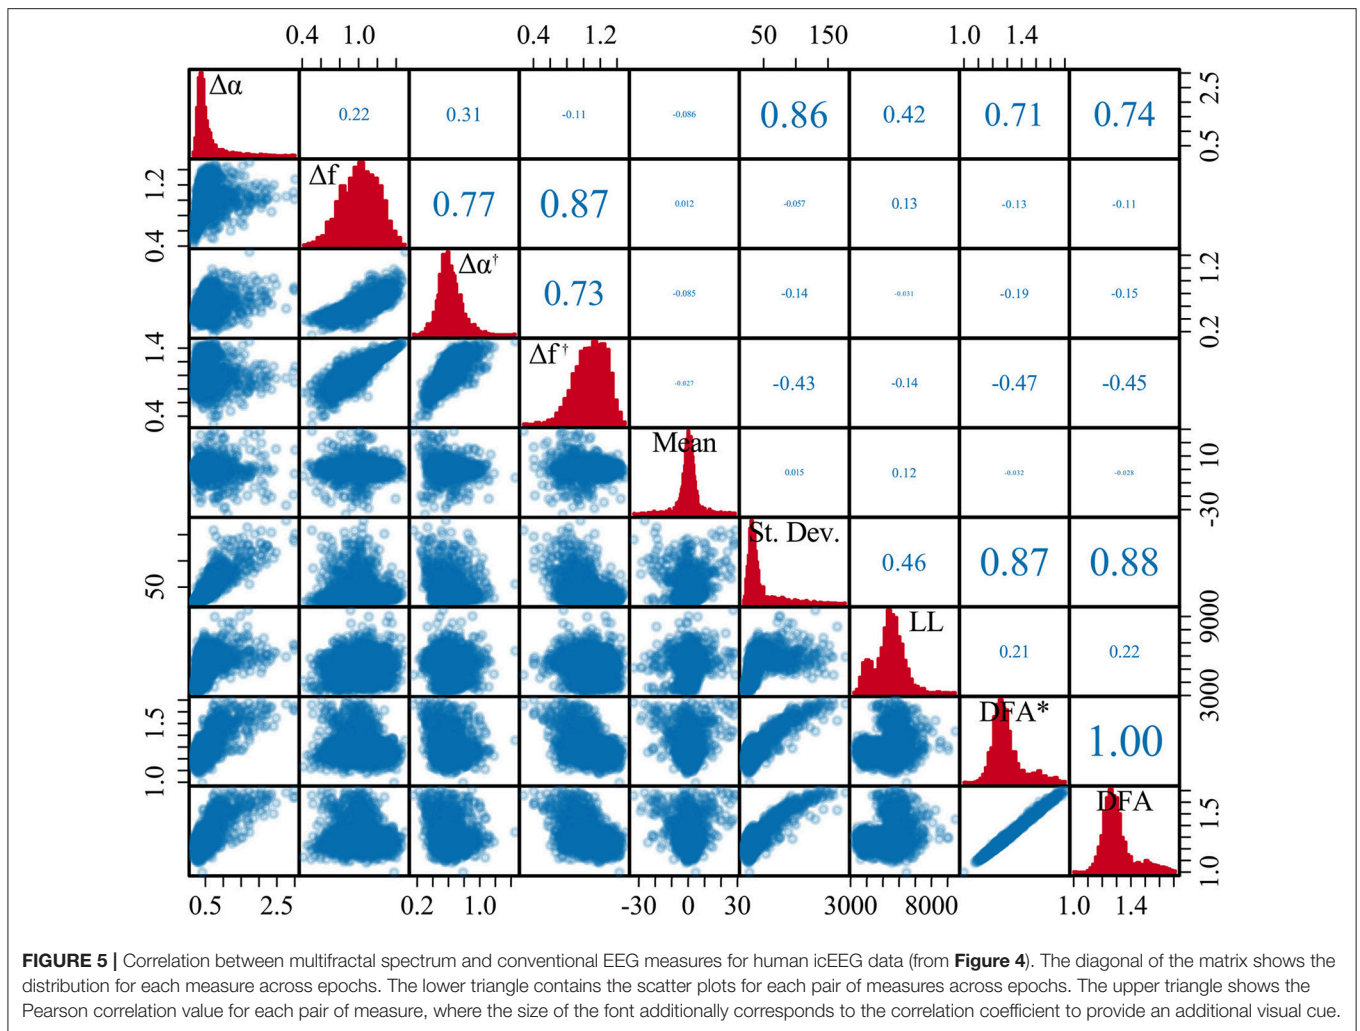 0.4 1.0 0.4 1.2 50 150 1.0 1.4
Δα 0.22 0.31 -0.11 -0.086 0.86 0.42 0.71 0.74 0.5 2.5
0.4 1.2 Δf 0.77 0.87 0.012 -0.057 0.13 -0.13 -0.11
Δα† 0.73 -0.085 -0.14 -0.031 -0.19 -0.15 0.2 1.2
0.4 1.4 Δf† -0.027 -0.43 -0.14 -0.47 -0.45
Mean 0.015 0.12 -0.032 -0.028 -30 10
50 St. Dev. 0.46 0.87 0.88
LL 0.21 0.22 3000 9000
1.0 1.5 DFA* 1.00
DFA 1.0 1.5
0.5 2.5 0.2 1.0 -30 0 30 3000 8000 1.0 1.4
FIGURE 5 | Correlation between multifractal spectrum and conventional EEG measures for human icEEG data (from Figure 4). The diagonal of the matrix shows the
distribution for each measure across epochs. The lower triangle contains the scatter plots for each pair of measures across epochs. The upper triangle shows the
Pearson correlation value for each pair of measure, where the size of the font additionally corresponds to the correlation coefficient to provide an additional visual cue.